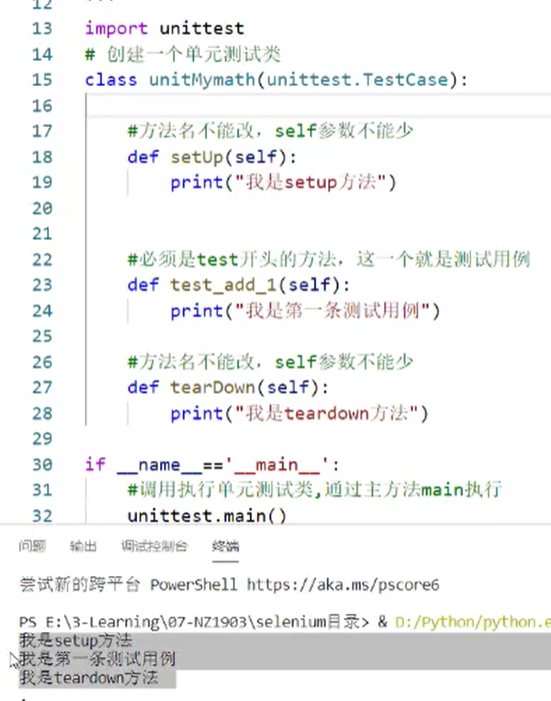 12
13 import unittest
14 # 创建一个单元测试类
15 class unitMymath(unittest.TestCase):
16
17 #方法名不能改，self参数不能少
18 def setUp(self):
19 print("我是setup方法")
20
21
22 #必须是test开头的方法，这一个就是测试用例
23 def test_add_1(self):
24 print("我是第一条测试用例")
25
26 #方法名不能改，self参数不能少
27 def tearDown(self):
28 print("我是teardown方法")
29
30 if __name__=='__main__':
31 #调用执行单元测试类,通过主方法main执行
32 unittest.main()
问题 输出 调试控制台 终端
尝试新的跨平台 PowerShell https://aka.ms/pscore6
PS E:\3-Learning\07-NZ1903\selenium目录> & D:/Python/python.e
我是setup方法
我是第一条测试用例
我是teardown方法
.